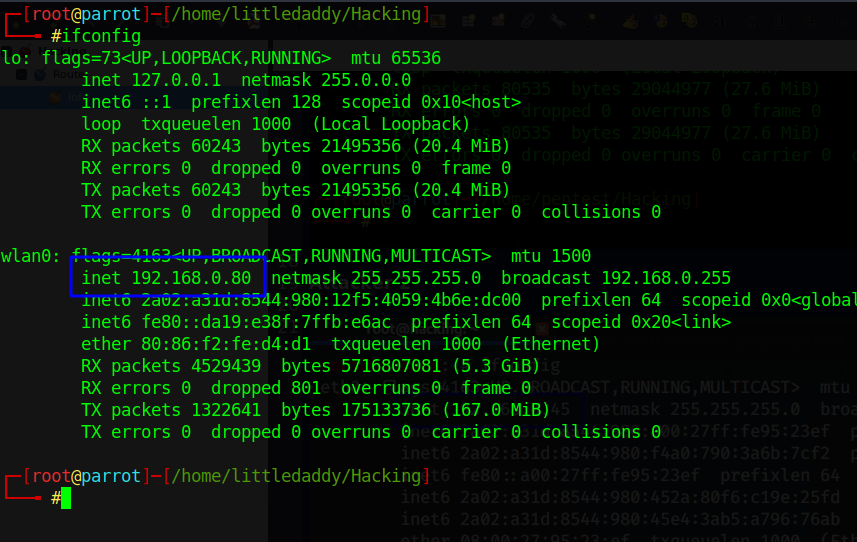 ┌─[root@parrot]─[/home/littledaddy/Hacking]
└──╼ #ifconfig
lo: flags=73<UP,LOOPBACK,RUNNING>  mtu 65536
        inet 127.0.0.1  netmask 255.0.0.0
        inet6 ::1  prefixlen 128  scopeid 0x10<host>
        loop  txqueuelen 1000  (Local Loopback)
        RX packets 60243  bytes 21495356 (20.4 MiB)
        RX errors 0  dropped 0  overruns 0  frame 0
        TX packets 60243  bytes 21495356 (20.4 MiB)
        TX errors 0  dropped 0 overruns 0  carrier 0  collisions 0

wlan0: flags=4163<UP,BROADCAST,RUNNING,MULTICAST>  mtu 1500
        inet 192.168.0.80  netmask 255.255.255.0  broadcast 192.168.0.255
        inet6 2a02:a31d:8544:980:12f5:4059:4b6e:dc00  prefixlen 64  scopeid 0x0<global
        inet6 fe80::da19:e38f:7ffb:e6ac  prefixlen 64  scopeid 0x20<link>
        ether 80:86:f2:fe:d4:d1  txqueuelen 1000  (Ethernet)
        RX packets 4529439  bytes 5716807081 (5.3 GiB)
        RX errors 0  dropped 801  overruns 0  frame 0
        TX packets 1322641  bytes 175133736 (167.0 MiB)
        TX errors 0  dropped 0 overruns 0  carrier 0  collisions 0

┌─[root@parrot]─[/home/littledaddy/Hacking]
└──╼ #